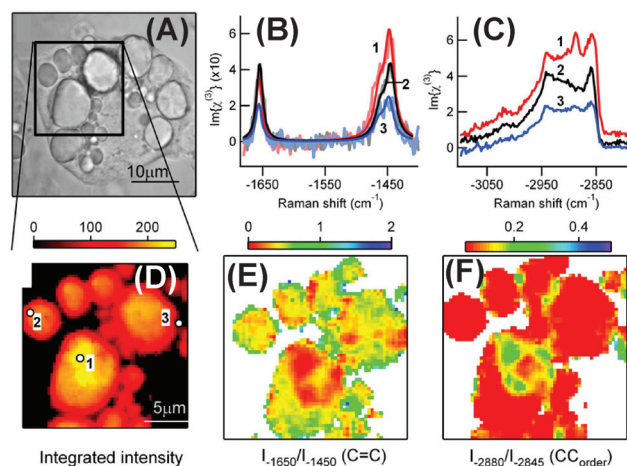 (A)
10μm
(B)
Im{χ(3)} (x10)
6
4
2
0
1
2
3
-1650 -1550 -1450
Raman shift (cm-1)
(C)
Im{χ(3)}
6
4
2
0
1
2
3
-3050 -2950 -2850
Raman shift (cm-1)
0 100 200
(D)
2
3
1
5μm
Integrated intensity
0 1 2
(E)
I-1650/I-1450 (C=C)
0.2 0.4
(F)
I-2880/I-2845 (CCorder)